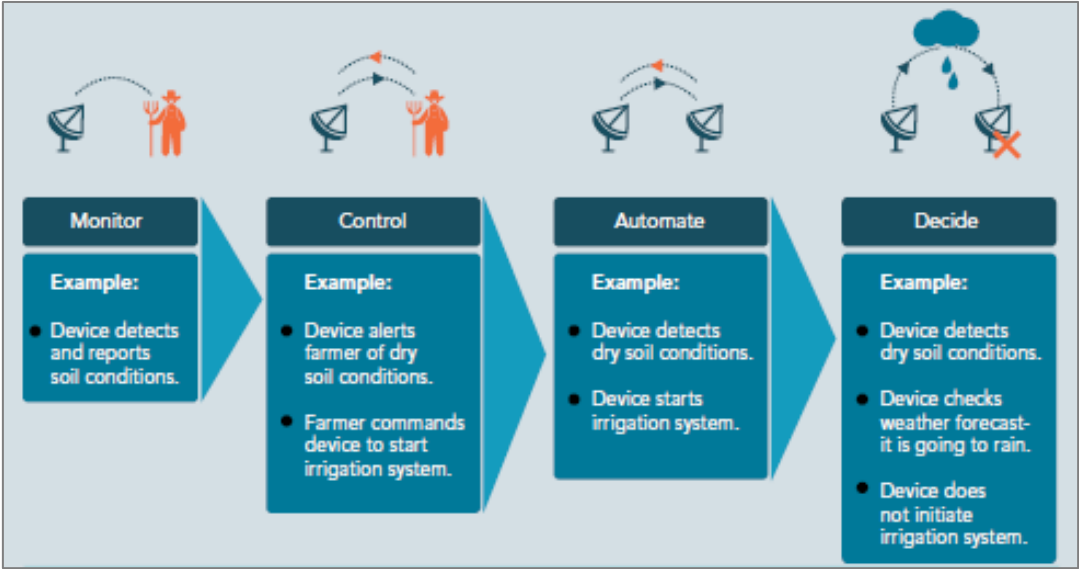 Monitor
Example:
● Device detects
and reports
soil conditions.
Control
Example:
● Device alerts
farmer of dry
soil conditions.
● Farmer commands
device to start
irrigation system.
Automate
Example:
● Device detects
dry soil conditions.
● Device starts
irrigation system.
Decide
Example:
● Device detects
dry soil conditions.
● Device checks
weather forecast-
it is going to rain.
● Device does
not initiate
irrigation system.